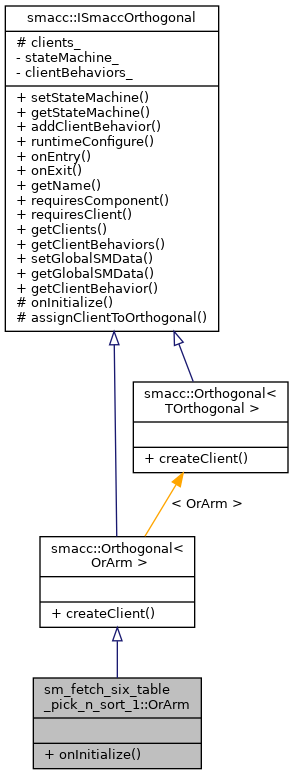 smacc::ISmaccOrthogonal
# clients_
- stateMachine_
- clientBehaviors_
+ setStateMachine()
+ getStateMachine()
+ addClientBehavior()
+ runtimeConfigure()
+ onEntry()
+ onExit()
+ getName()
+ requiresComponent()
+ requiresClient()
+ getClients()
+ getClientBehaviors()
+ setGlobalSMData()
+ getGlobalSMData()
+ getClientBehavior()
# onInitialize()
# assignClientToOrthogonal()
smacc::Orthogonal<
TOrthogonal >
+ createClient()
< OrArm >
smacc::Orthogonal<
OrArm >
+ createClient()
sm_fetch_six_table
_pick_n_sort_1::OrArm
+ onInitialize()